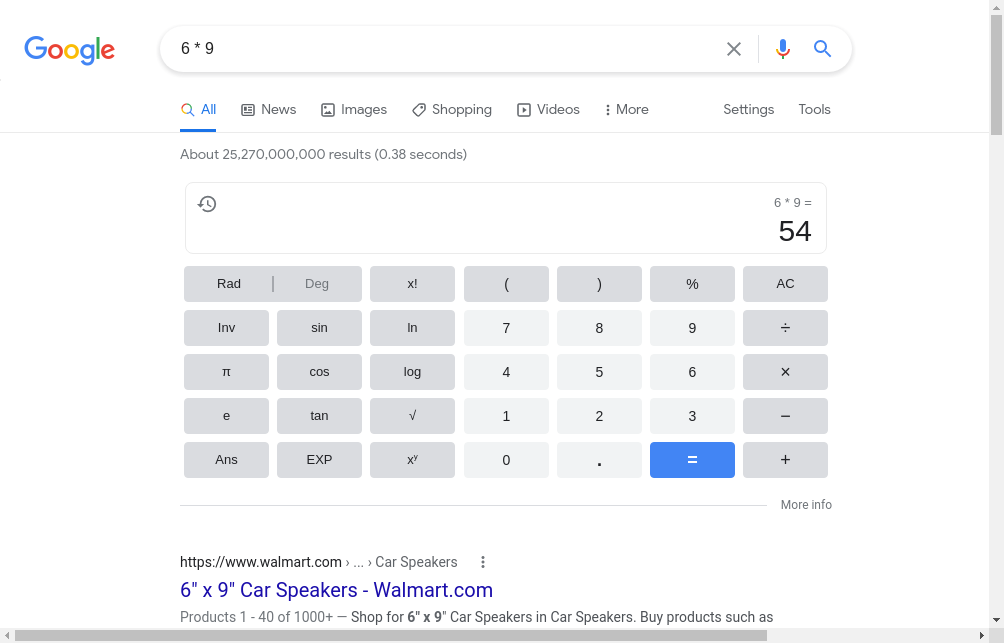 Google
6 * 9
All News Images Shopping Videos More Settings Tools
About 25,270,000,000 results (0.38 seconds)
6 * 9 =
54
Rad Deg x! ( ) % AC
Inv sin ln 7 8 9 ÷
π cos log 4 5 6 ×
e tan √ 1 2 3 −
Ans EXP xʸ 0 . = +
More info
https://www.walmart.com › ... › Car Speakers
6" x 9" Car Speakers - Walmart.com
Products 1 - 40 of 1000+ — Shop for 6" x 9" Car Speakers in Car Speakers. Buy products such as